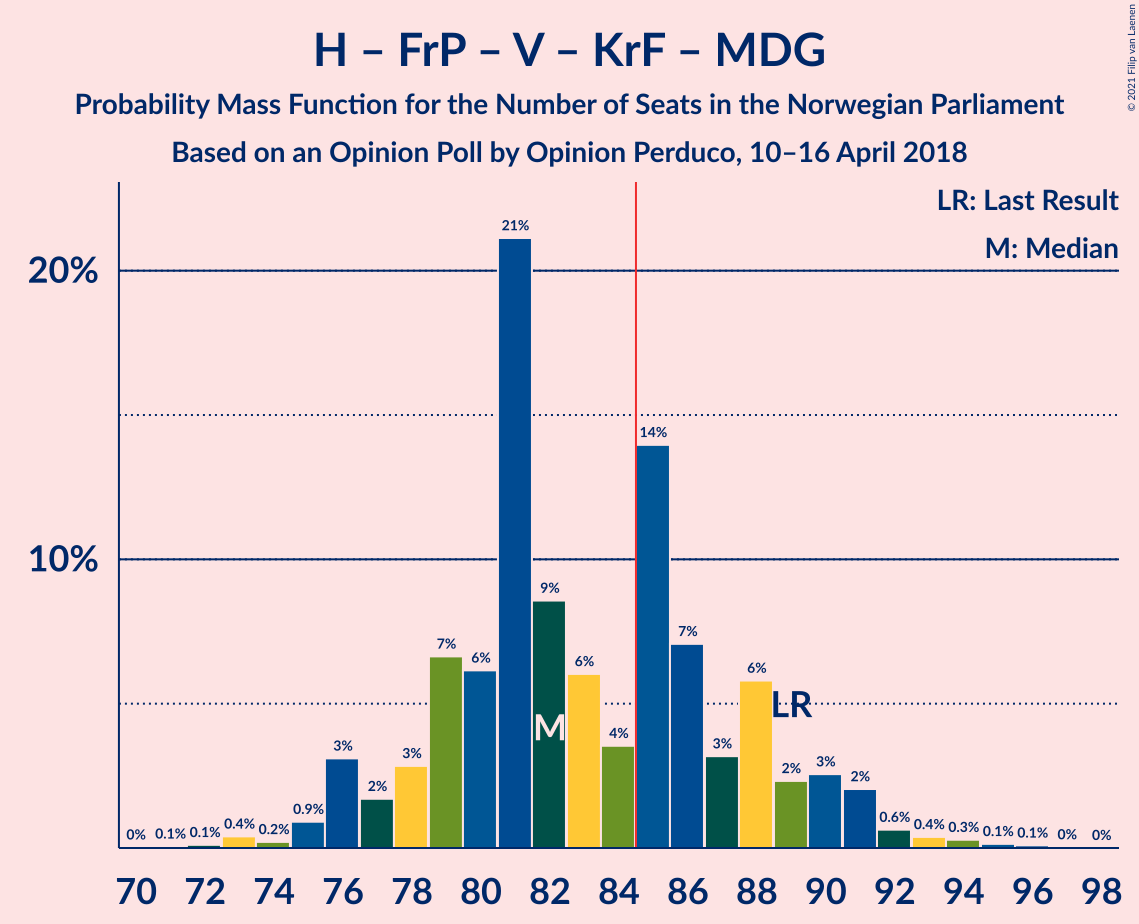 H – FrP – V – KrF – MDG
Probability Mass Function for the Number of Seats in the Norwegian Parliament
Based on an Opinion Poll by Opinion Perduco, 10–16 April 2018
© 2021 Filip van Laenen
LR: Last Result
M: Median
20%
10%
0% 0.1% 0.1% 0.4% 0.2% 0.9% 3% 2% 3% 7% 6% 21% 9% 6% 4% 14% 7% 3% 6% 2% 3% 2% 0.6% 0.4% 0.3% 0.1% 0.1% 0% 0%
M
LR
70 72 74 76 78 80 82 84 86 88 90 92 94 96 98